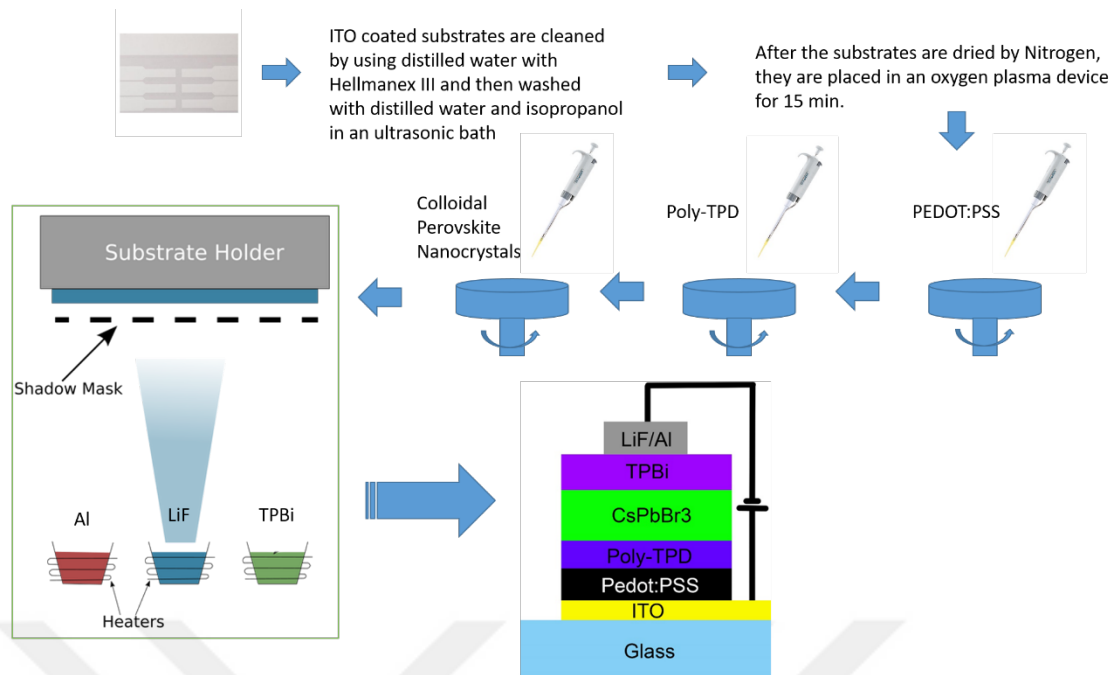 ITO coated substrates are cleaned
by using distilled water with
Hellmanex III and then washed
with distilled water and isopropanol
in an ultrasonic bath
After the substrates are dried by Nitrogen,
they are placed in an oxygen plasma device
for 15 min.
PEDOT:PSS
Poly-TPD
Colloidal
Perovskite
Nanocrystals
Substrate Holder
Shadow Mask
Al
LiF
TPBi
Heaters
LiF/Al
TPBi
CsPbBr3
Poly-TPD
Pedot:PSS
ITO
Glass